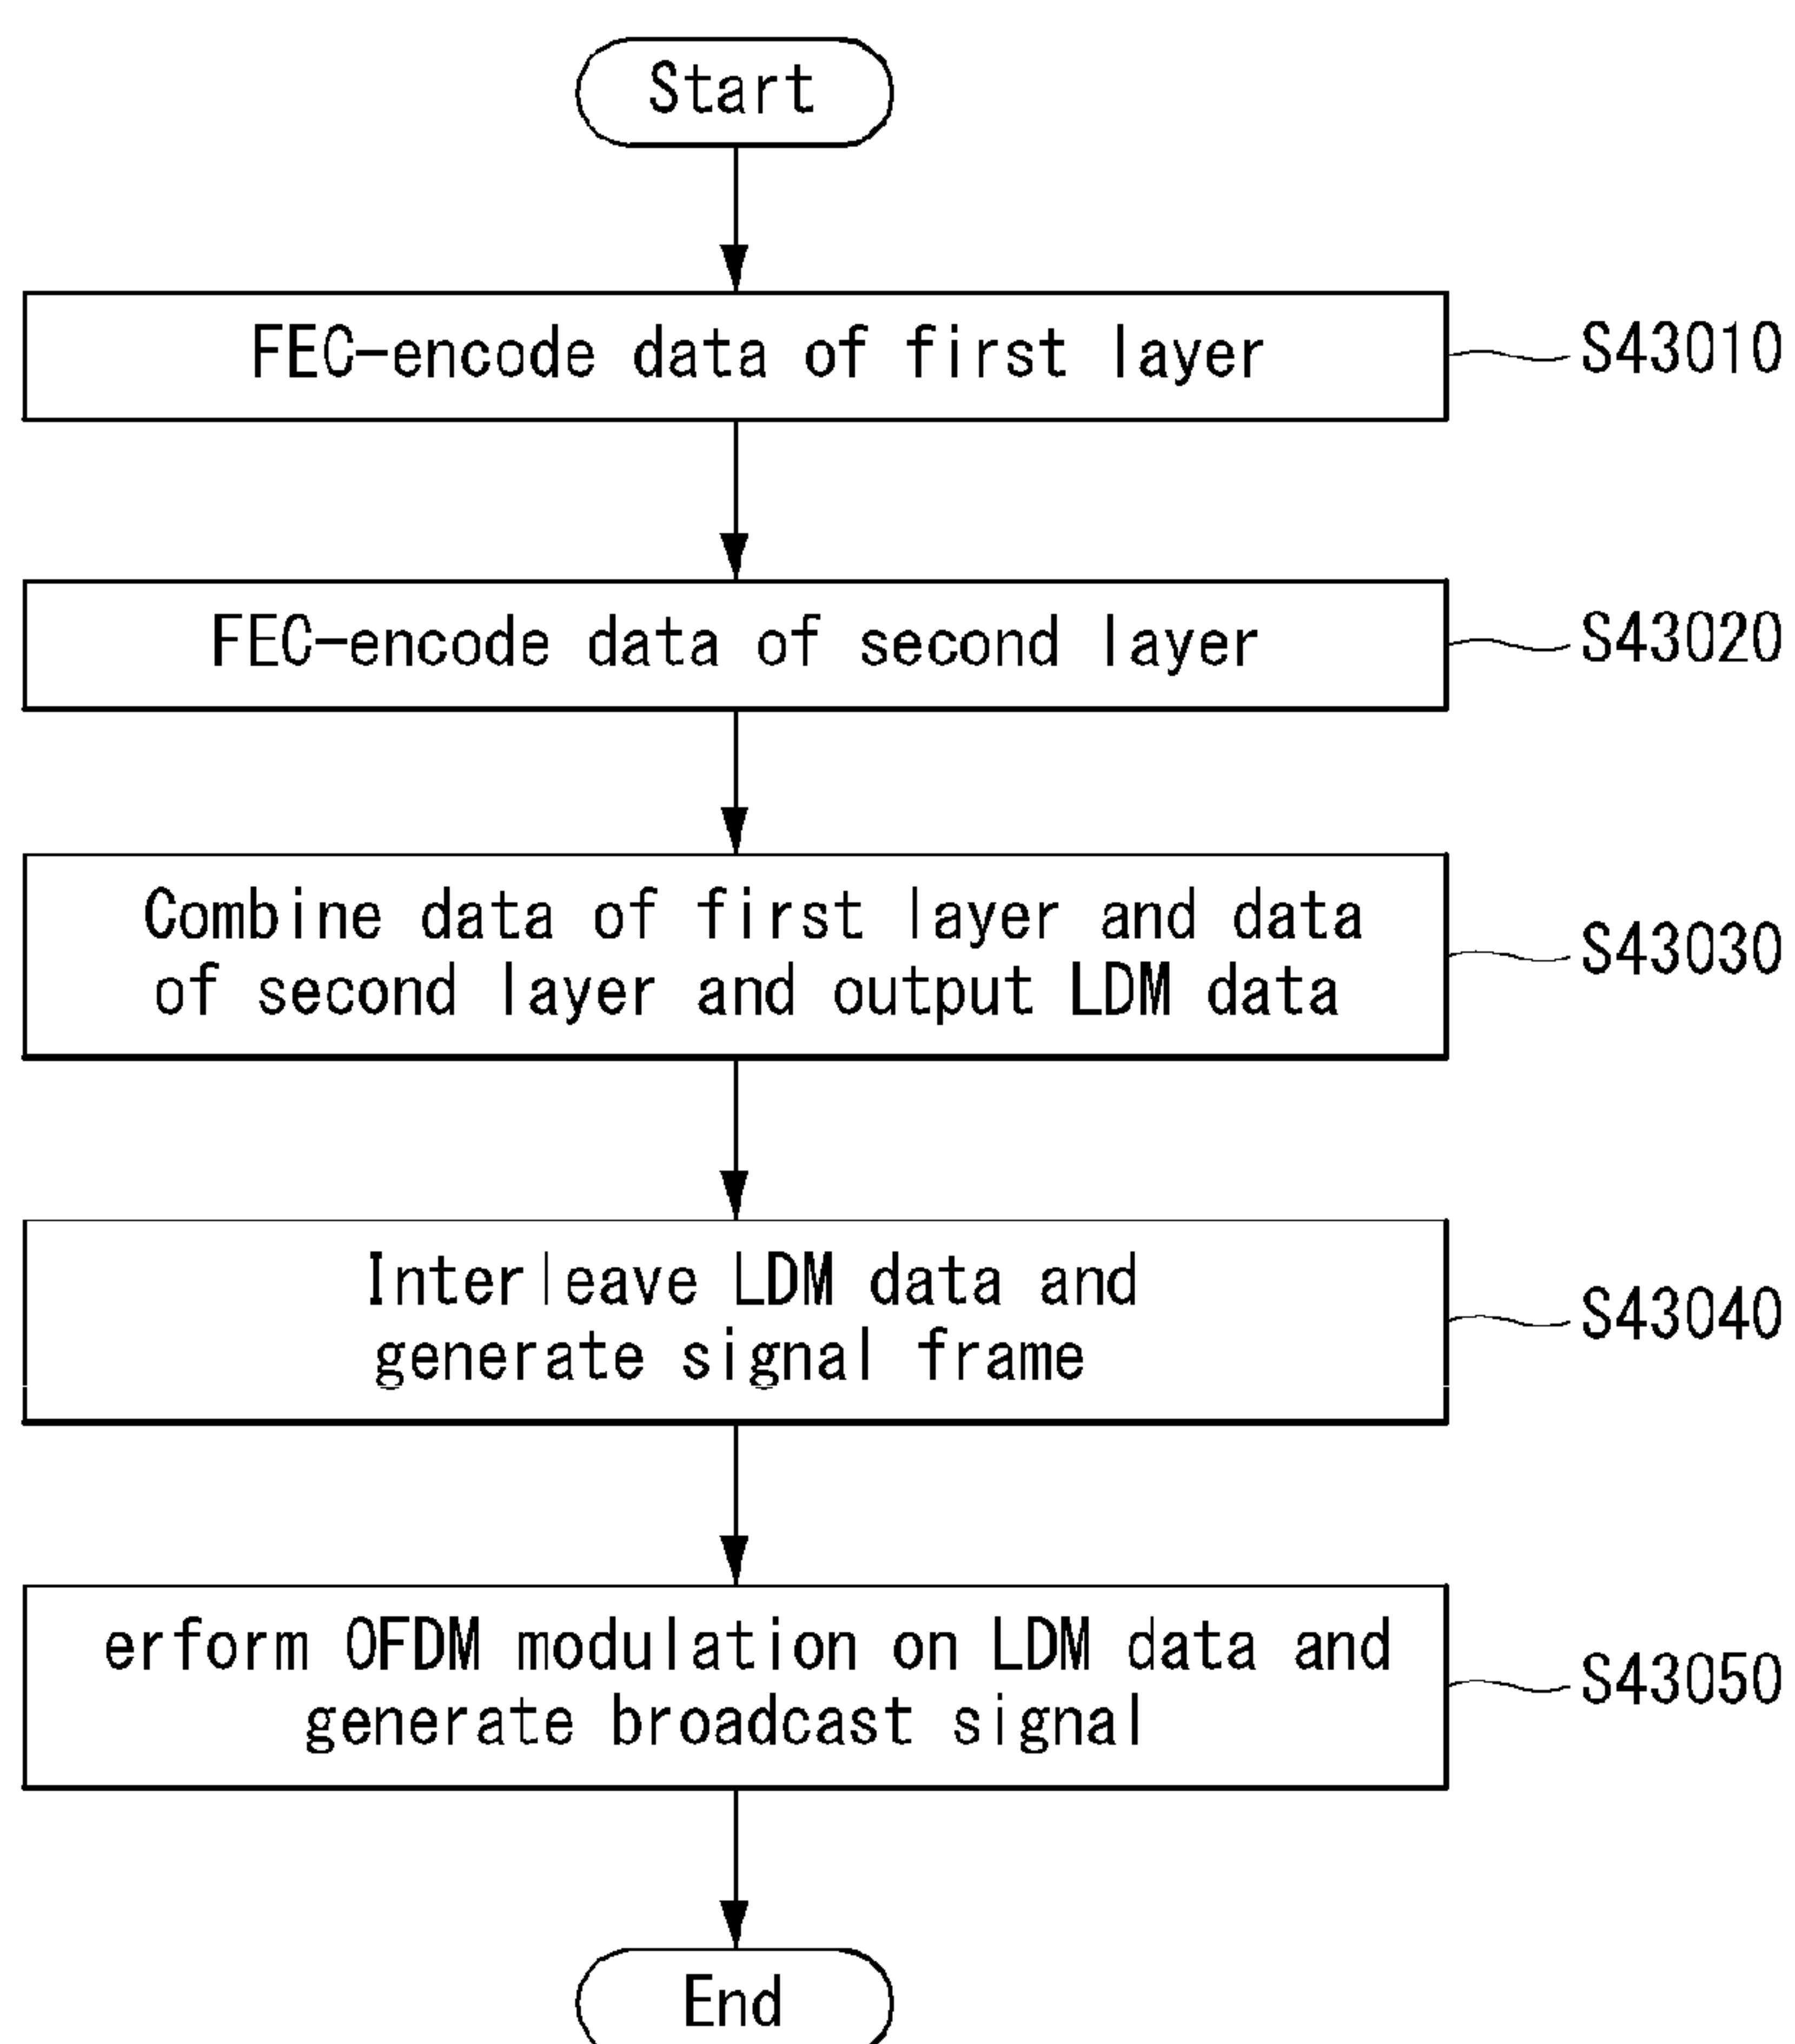 Start
FEC-encode data of first layer
S43010
FEC-encode data of second layer
S43020
Combine data of first layer and data
of second layer and output LDM data
S43030
Interleave LDM data and
generate signal frame
S43040
erform OFDM modulation on LDM data and
generate broadcast signal
S43050
End